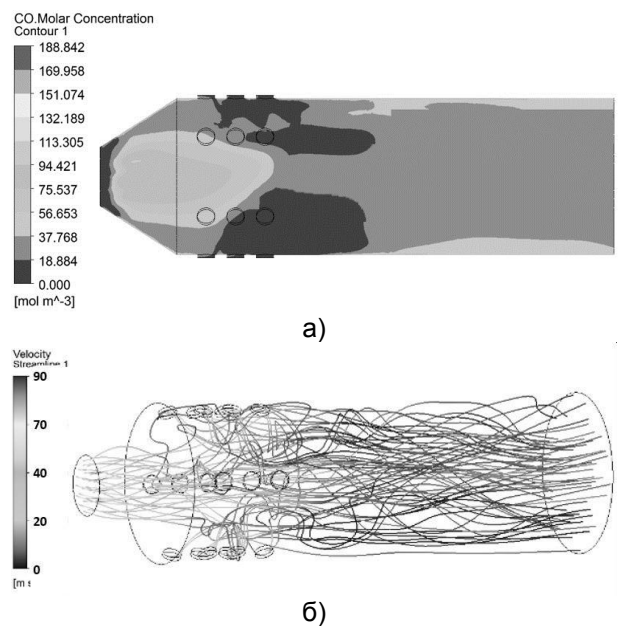 CO.Molar Concentration
Contour 1
188.842
169.958
151.074
132.189
113.305
94.421
75.537
56.653
37.768
18.884
0.000
[mol m^-3]
а)
Velocity
Streamline 1
90
70
40
20
0
[m s
б)